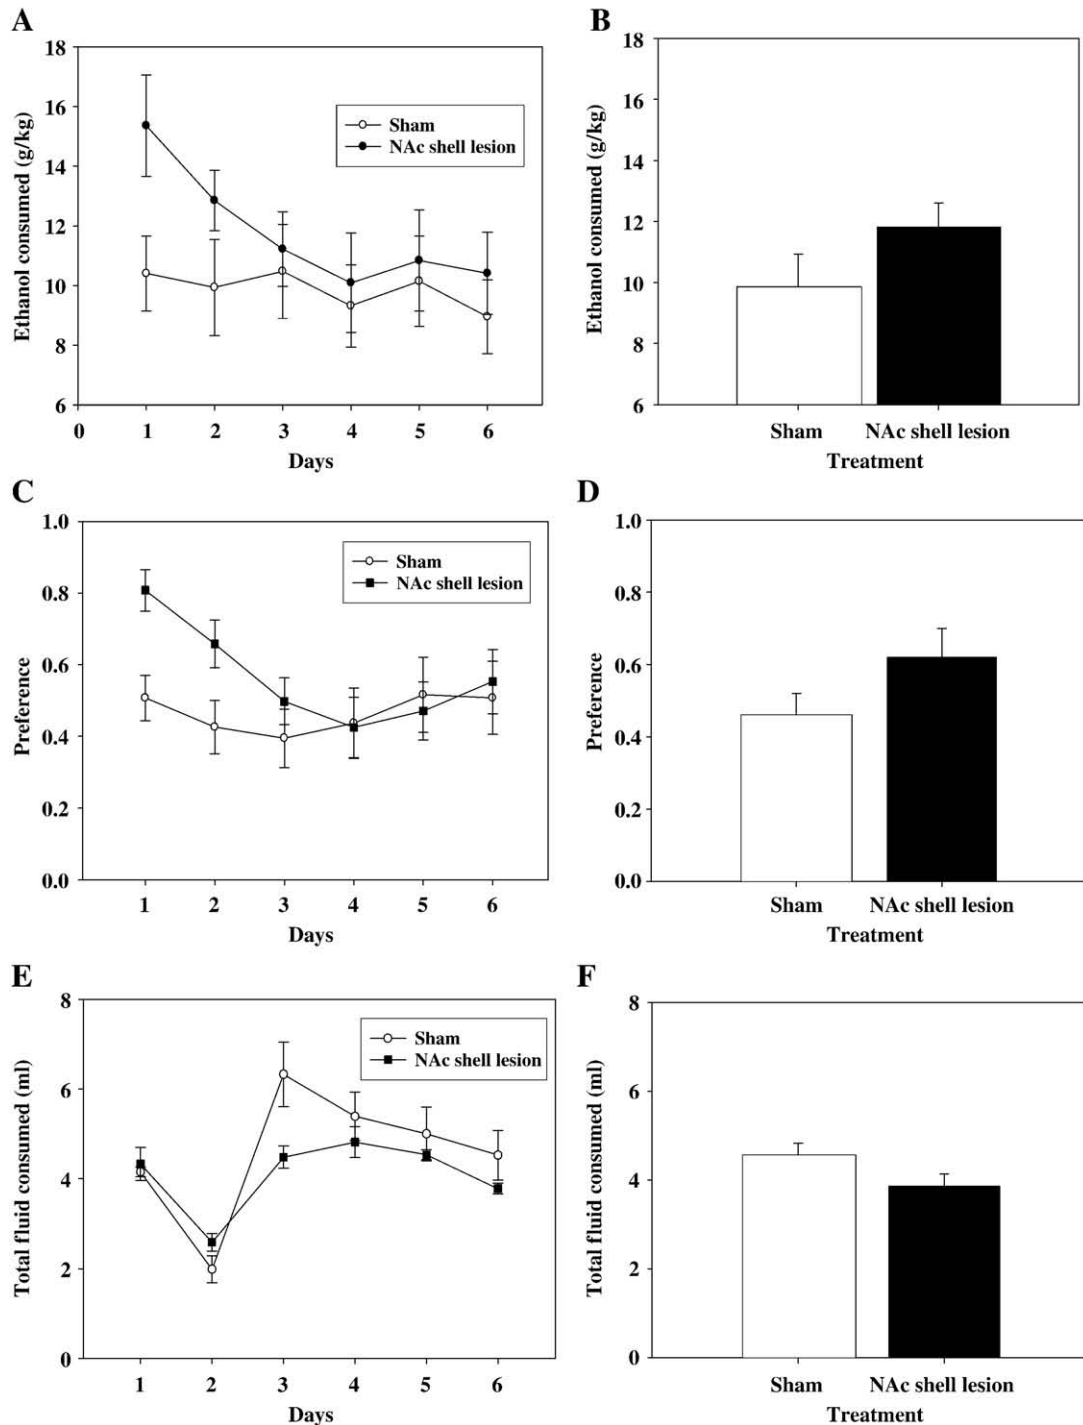 A
18
16
14
12
10
8
6
Ethanol consumed (g/kg)
Sham
NAc shell lesion
0 1 2 3 4 5 6
Days
B
18
16
14
12
10
8
6
Ethanol consumed (g/kg)
Sham NAc shell lesion
Treatment
C
1.0
0.8
0.6
0.4
0.2
0.0
Preference
Sham
NAc shell lesion
1 2 3 4 5 6
Days
D
1.0
0.8
0.6
0.4
0.2
0.0
Preference
Sham NAc shell lesion
Treatment
E
8
6
4
2
0
Total fluid consumed (ml)
Sham
NAc shell lesion
1 2 3 4 5 6
Days
F
8
6
4
2
0
Total fluid consumed (ml)
Sham NAc shell lesion
Treatment